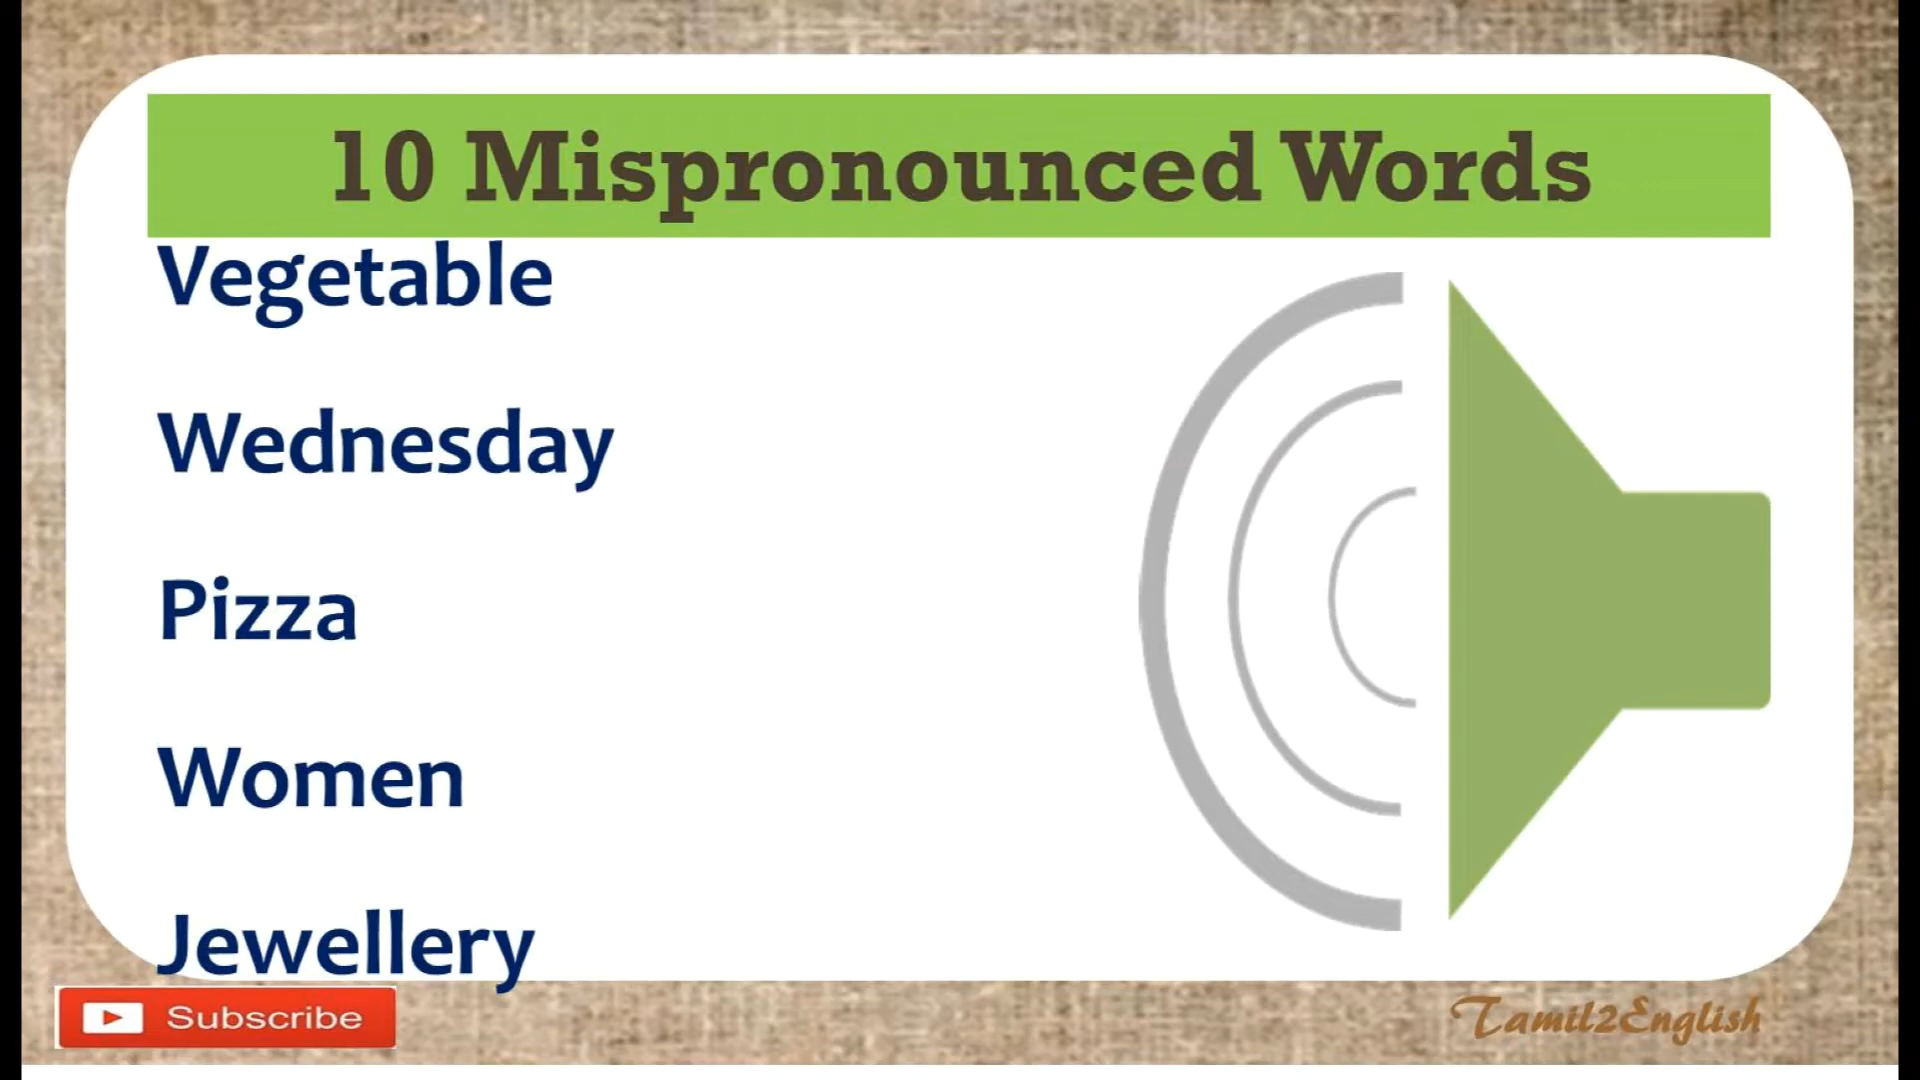 10 Mispronounced Words
Vegetable
Wednesday
Pizza
Women
Jewellery
Subscribe
Tamil2English